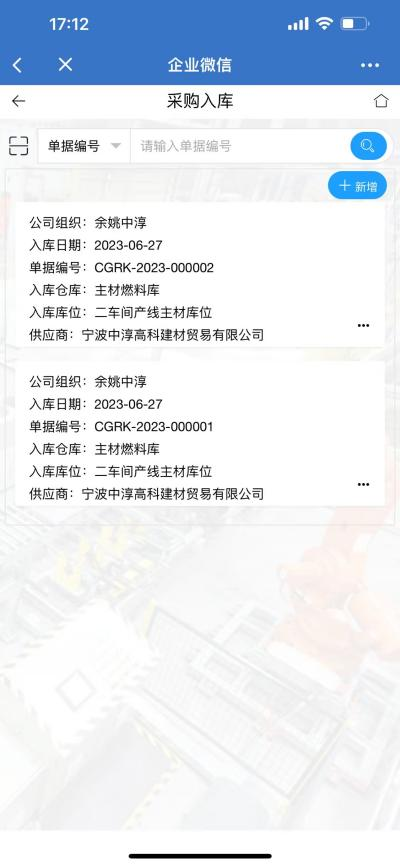 17:12
企业微信
采购入库
单据编号
请输入单据编号
新增
公司组织：余姚中淳
入库日期：2023-06-27
单据编号：CGRK-2023-000002
入库仓库：主材燃料库
入库库位：二车间产线主材库位
供应商：宁波中淳高科建材贸易有限公司
公司组织：余姚中淳
入库日期：2023-06-27
单据编号：CGRK-2023-000001
入库仓库：主材燃料库
入库库位：二车间产线主材库位
供应商：宁波中淳高科建材贸易有限公司